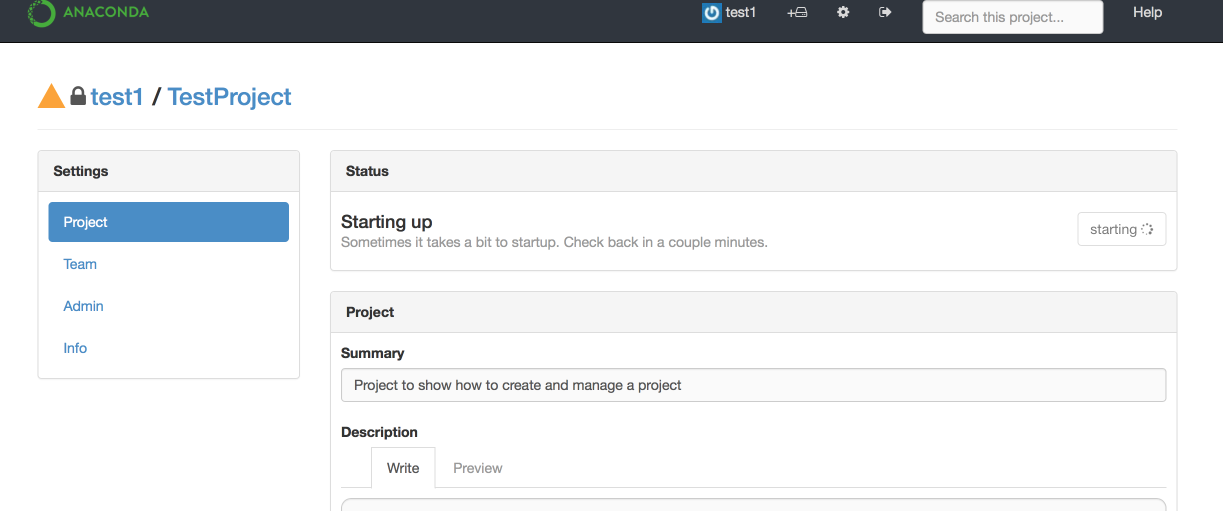 ANACONDA
test1
Search this project...
Help
test1 / TestProject
Settings
Project
Team
Admin
Info
Status
Starting up
Sometimes it takes a bit to startup. Check back in a couple minutes.
starting
Project
Summary
Project to show how to create and manage a project
Description
Write
Preview